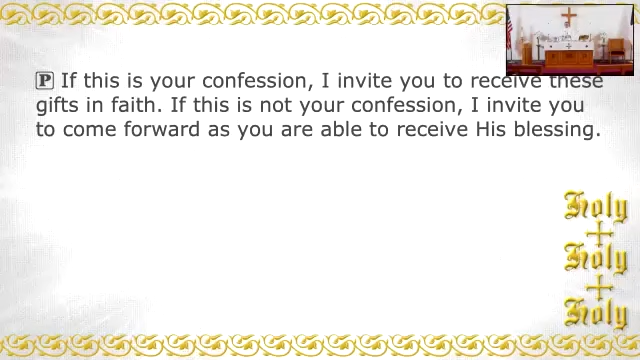 P If this is your confession, I invite you to receive these
gifts in faith. If this is not your confession, I invite you
to come forward as you are able to receive His blessing.
Holy
Holy
Holy